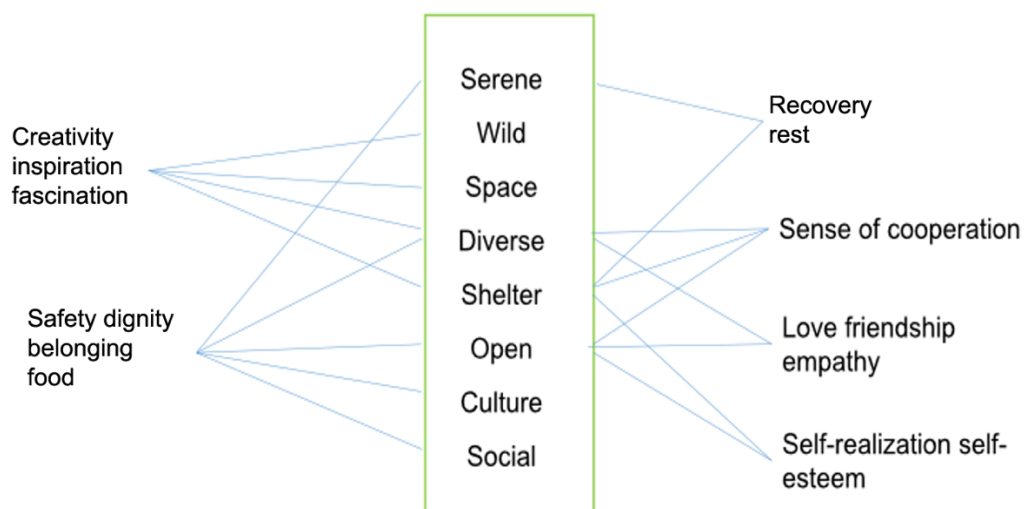 Creativity
inspiration
fascination
Safety dignity
belonging
food
Serene
Wild
Space
Diverse
Shelter
Open
Culture
Social
Recovery
rest
Sense of cooperation
Love friendship
empathy
Self-realization self-
esteem